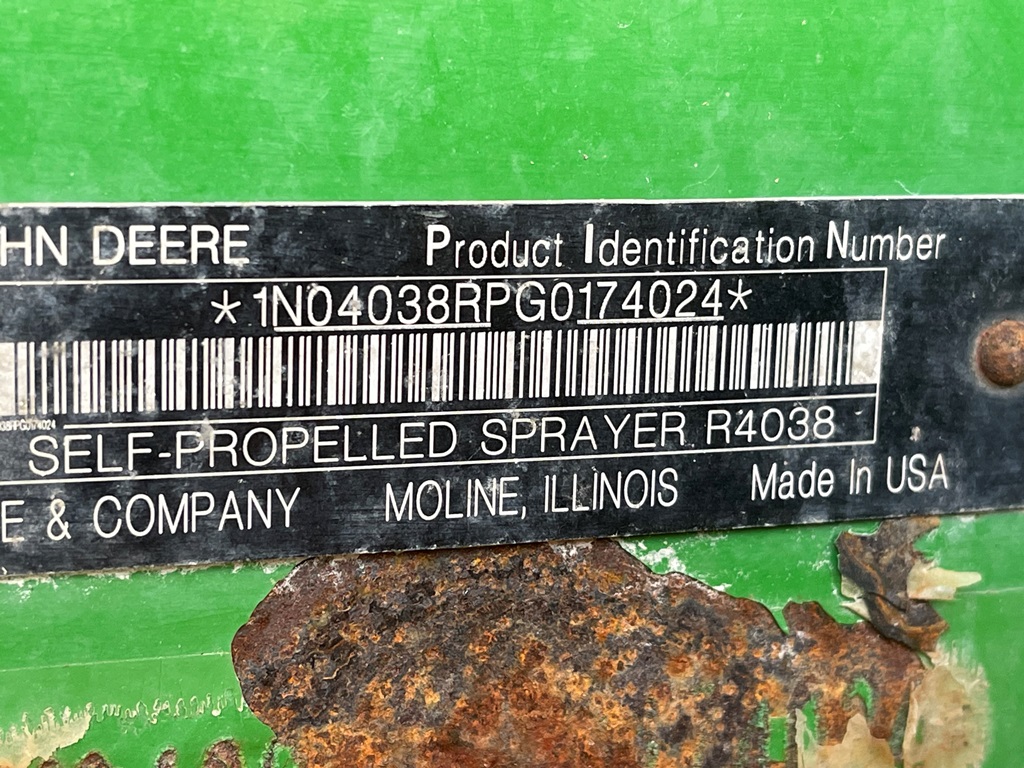 HN DEERE Product Identification Number
*1N04038RPG0174024*
SELF-PROPELLED SPRAYER R4038
E & COMPANY MOLINE, ILLINOIS Made In USA